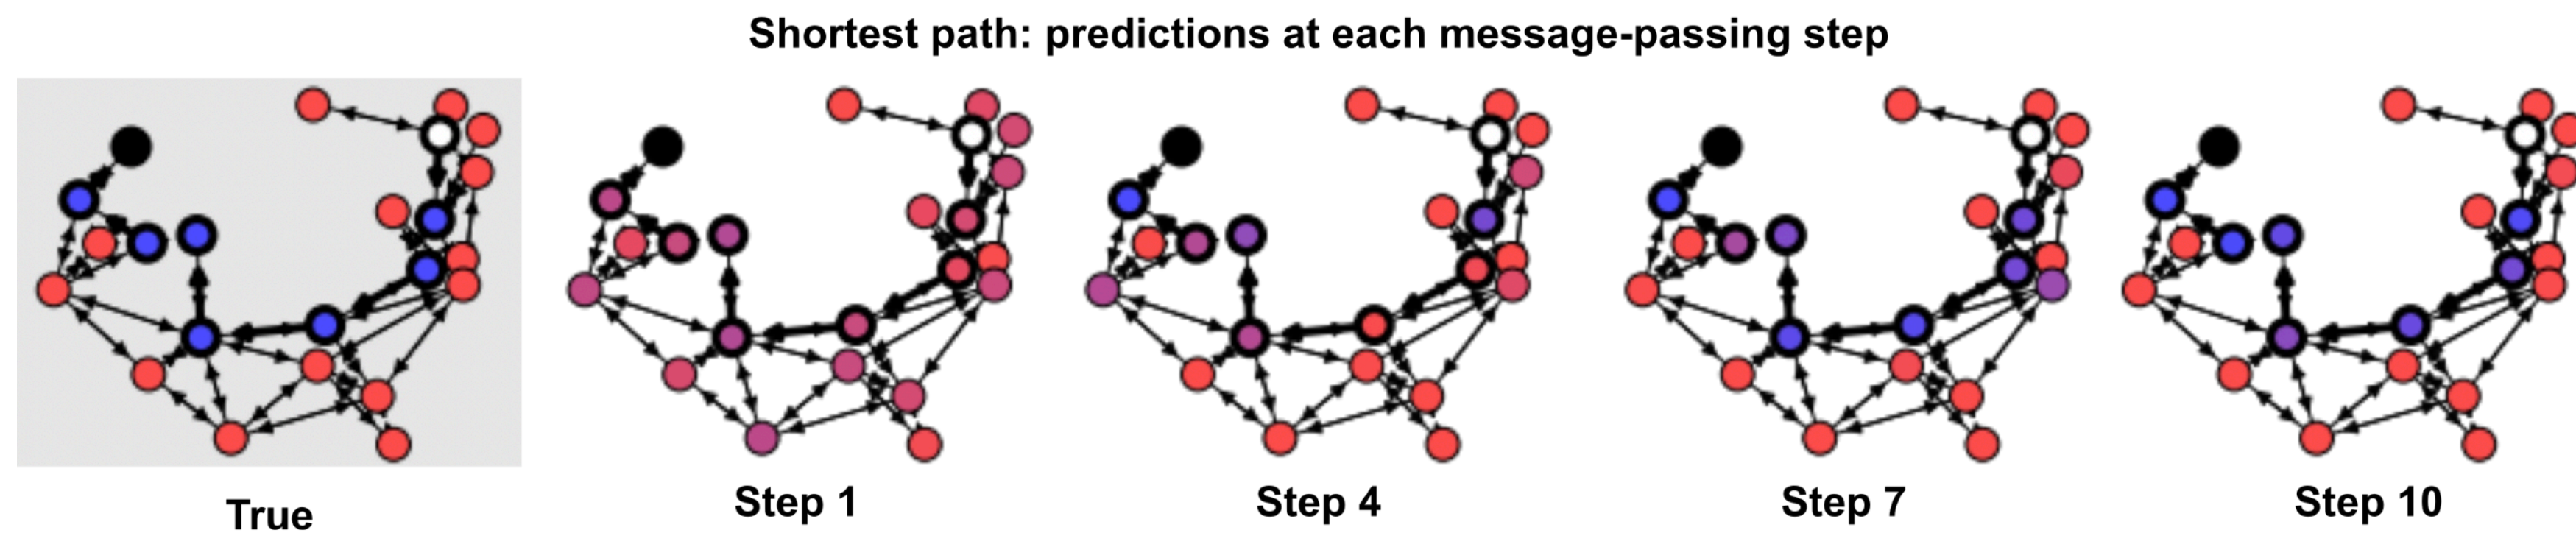 Shortest path: predictions at each message-passing step
True
Step 1
Step 4
Step 7
Step 10